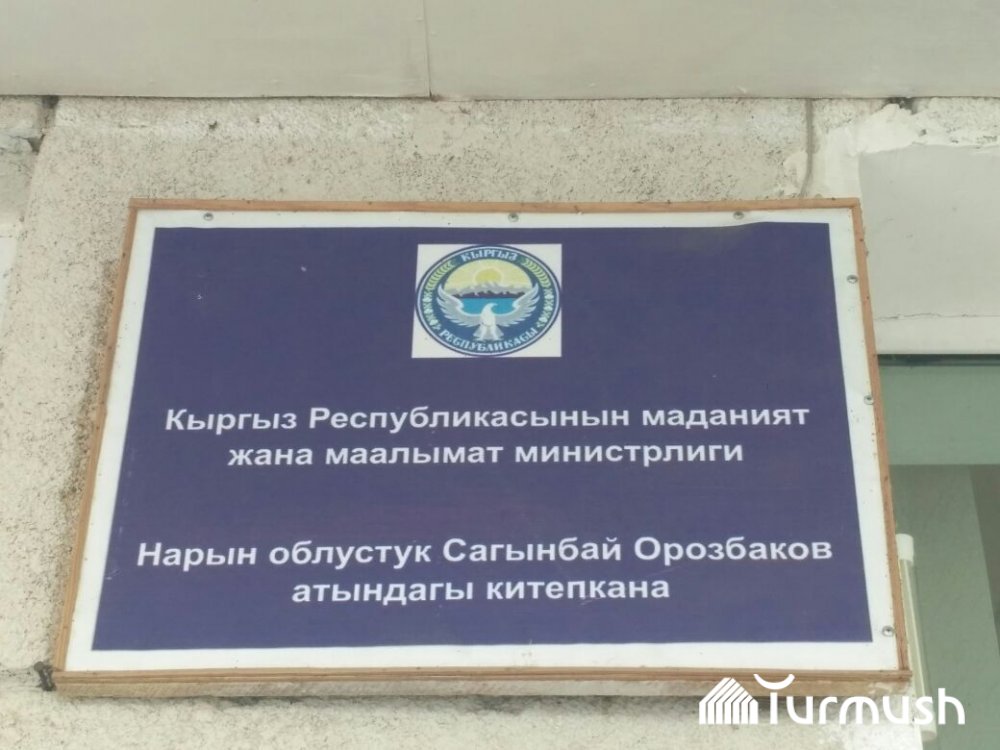 КЫРГЫЗ
РЕСПУБЛИКАСЫ
Кыргыз Республикасынын маданият
жана маалымат министрлиги
Нарын облустук Сагынбай Орозбаков
атындагы китепкана
Turmush